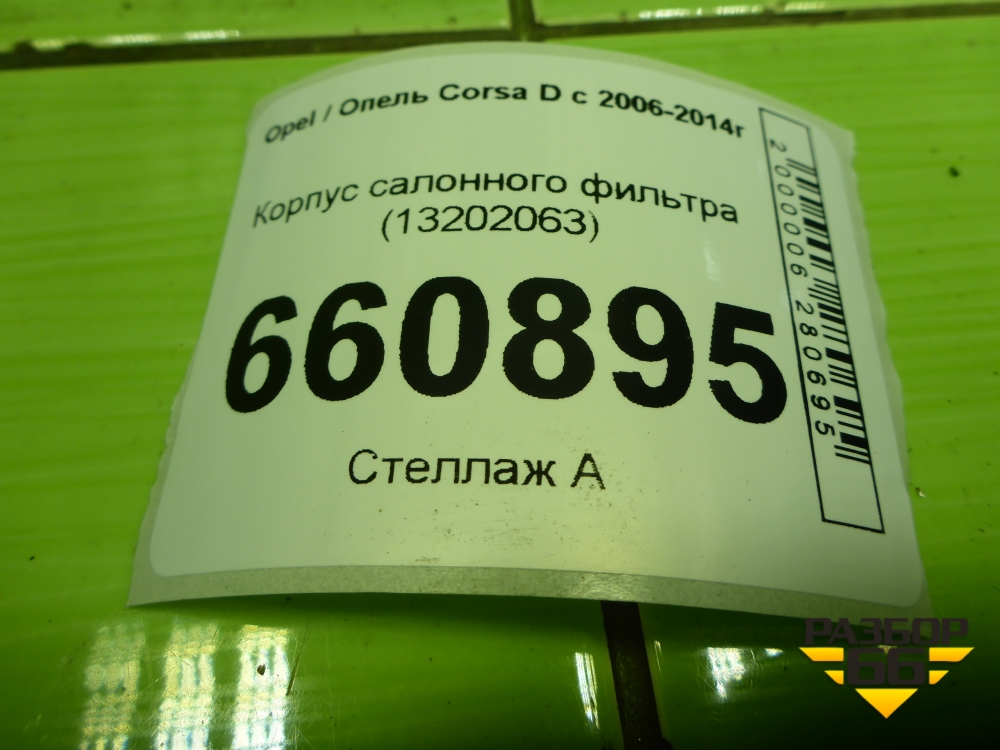 Opel / Опель Corsa D с 2006-2014г
Корпус салонного фильтра
(13202063)
660895
Стеллаж А
2000006280695
РАЗБОР
66